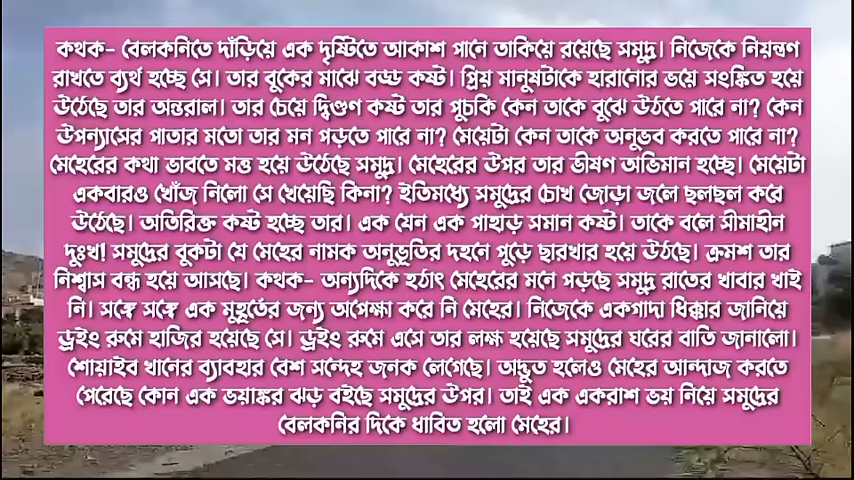 কথক- বেলকনিতে দাঁড়িয়ে এক দৃষ্টিতে আকাশ পানে তাকিয়ে রয়েছে সমুদ্র। নিজেকে নিয়ন্ত্রণ
রাখতে ব্যর্থ হচ্ছে সে। তার বুকের মাঝে বড্ড কষ্ট। প্রিয় মানুষটাকে হারানোর ভয়ে সংঙ্কিত হয়ে
উঠেছে তার অন্তরাল। তার চেয়ে দ্বিগুণ কষ্ট তার পুচকি কেন তাকে বুঝে উঠতে পারে না? কেন
উপন্যাসের পাতার মতো তার মন পড়তে পারে না? মেয়েটা কেন তাকে অনুভব করতে পারে না?
মেহেরের কথা ভাবতে মত্ত হয়ে উঠেছে সমুদ্র। মেহেরের উপর তার ভীষণ অভিমান হচ্ছে। মেয়েটা
একবারও খোঁজ নিলো সে খেয়েছি কিনা? ইতিমধ্যে সমুদ্রের চোখ জোড়া জলে ছলছল করে
উঠেছে। অতিরিক্ত কষ্ট হচ্ছে তার। এক যেন এক পাহাড় সমান কষ্ট। তাকে বলে সীমাহীন
দুঃখ! সমুদ্রের বুকটা যে মেহের নামক অনুভূতির দহনে পুড়ে ছারখার হয়ে উঠছে। ক্রমশ তার
নিশ্বাস বন্ধ হয়ে আসছে। কথক- অন্যদিকে হঠাৎ মেহেরের মনে পড়ছে সমুদ্র রাতের খাবার খাই
নি। সঙ্গে সঙ্গে এক মুহূর্তের জন্য অপেক্ষা করে নি মেহের। নিজেকে একগাদা ধিক্কার জানিয়ে
ড্রইং রুমে হাজির হয়েছে সে। ড্রইং রুমে এসে তার লক্ষ হয়েছে সমুদ্রের ঘরের বাতি জানালো।
শোয়াইব খানের ব্যাবহার বেশ সন্দেহ জনক লেগেছে। অদ্ভুত হলেও মেহের আন্দাজ করতে
পেরেছে কোন এক ভয়াঙ্কর ঝড় বইছে সমুদ্রের উপর। তাই এক একরাশ ভয় নিয়ে সমুদ্রের
বেলকনির দিকে ধাবিত হলো মেহের।